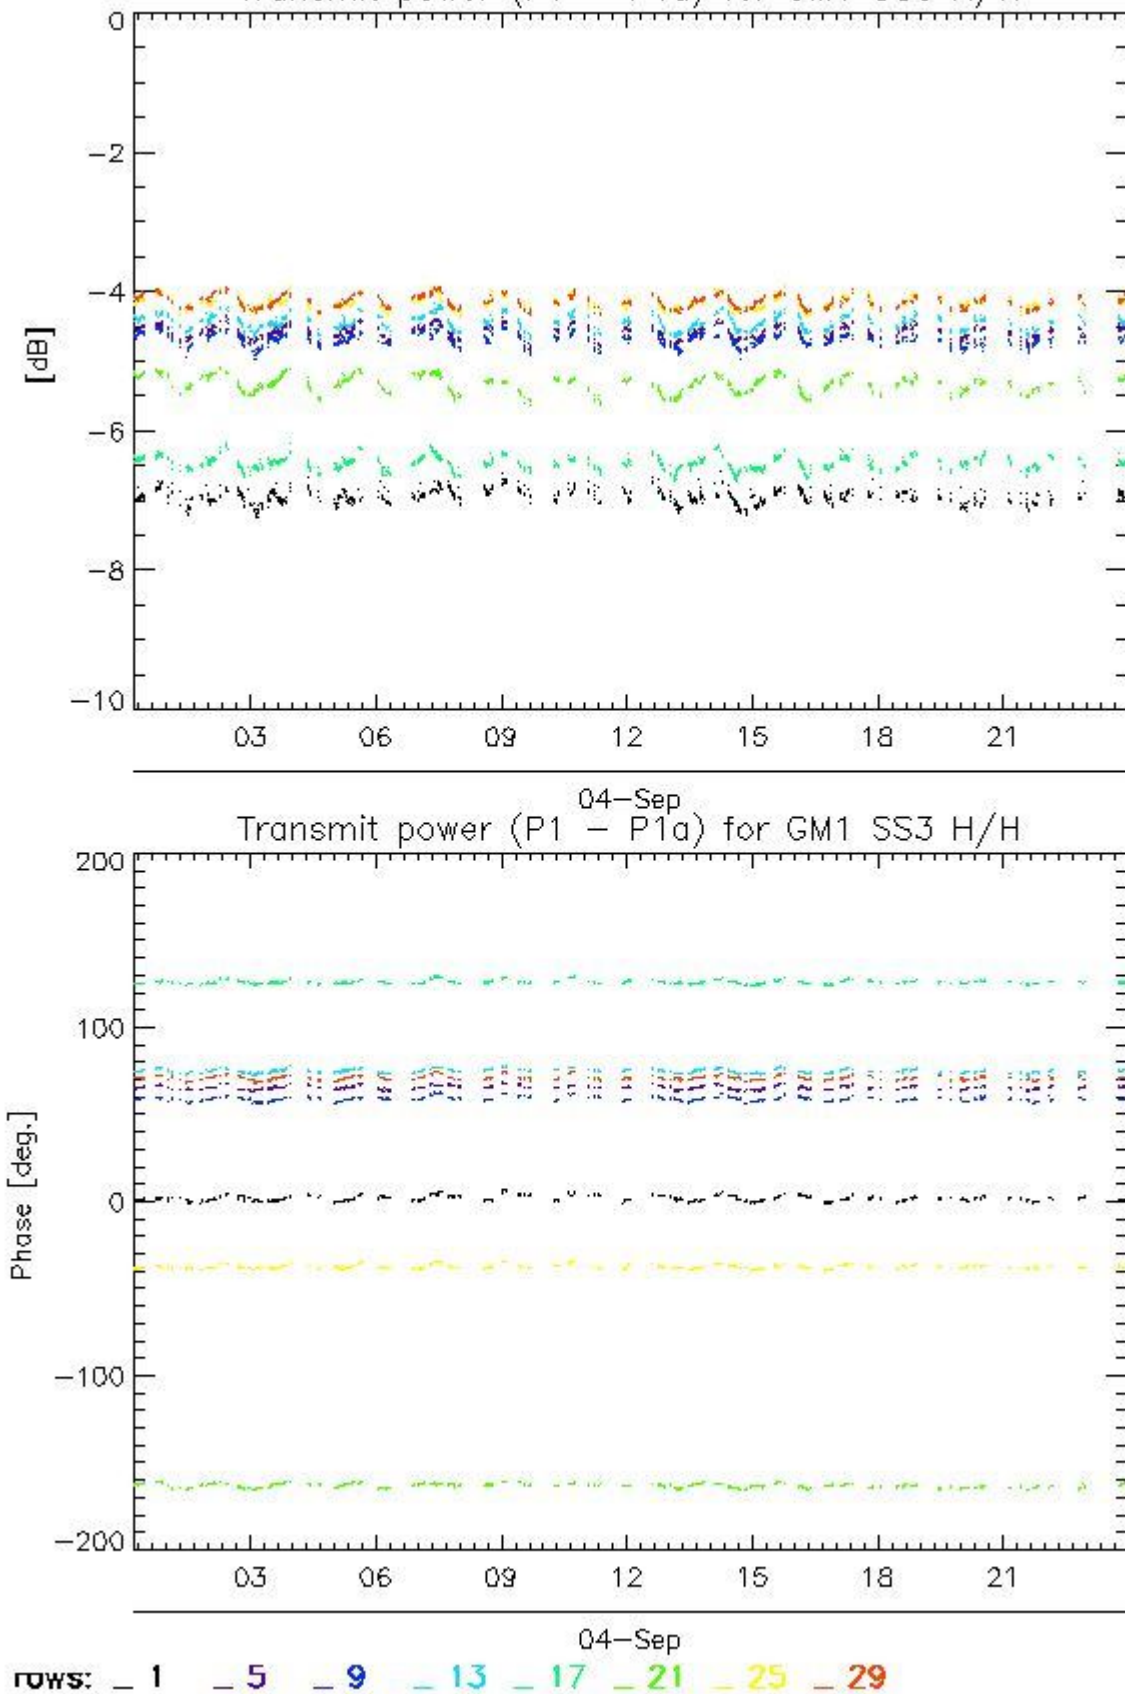 0
−2
−4
[dB]
−6
−8
−10
03 06 09 12 15 18 21
04−Sep
Transmit power (P1 − P1a) for GM1 SS3 H/H
200
100
0
Phase [deg.]
−100
−200
03 06 09 12 15 18 21
04−Sep
rows: _ 1 _ 5 _ 9 _ 13 _ 17 _ 21 _ 25 _ 29